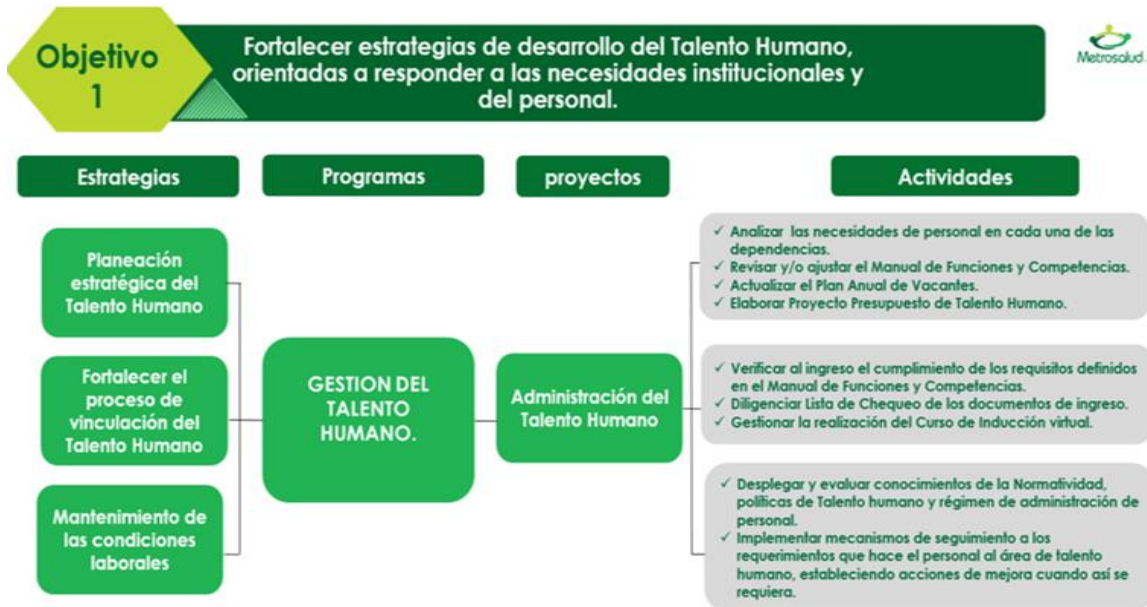 Objetivo
1
Fortalecer estrategias de desarrollo del Talento Humano,
orientadas a responder a las necesidades institucionales y
del personal.
Metrosalud.
Estrategias
Programas
proyectos
Actividades
Planeación
estratégica del
Talento Humano
Fortalecer el
proceso de
vinculación del
Talento Humano
Mantenimiento de
las condiciones
laborales
GESTION DEL
TALENTO
HUMANO.
Administración del
Talento Humano
✓ Analizar las necesidades de personal en cada una de las
dependencias.
✓ Revisar y/o ajustar el Manual de Funciones y Competencias.
✓ Actualizar el Plan Anual de Vacantes.
✓ Elaborar Proyecto Presupuesto de Talento Humano.
✓ Verificar al ingreso el cumplimiento de los requisitos definidos
en el Manual de Funciones y Competencias.
✓ Diligenciar Lista de Chequeo de los documentos de ingreso.
✓ Gestionar la realización del Curso de Inducción virtual.
✓ Desplegar y evaluar conocimientos de la Normatividad,
políticas de Talento humano y régimen de administración de
personal.
✓ Implementar mecanismos de seguimiento a los
requerimientos que hace el personal al área de talento
humano, estableciendo acciones de mejora cuando así se
requiera.